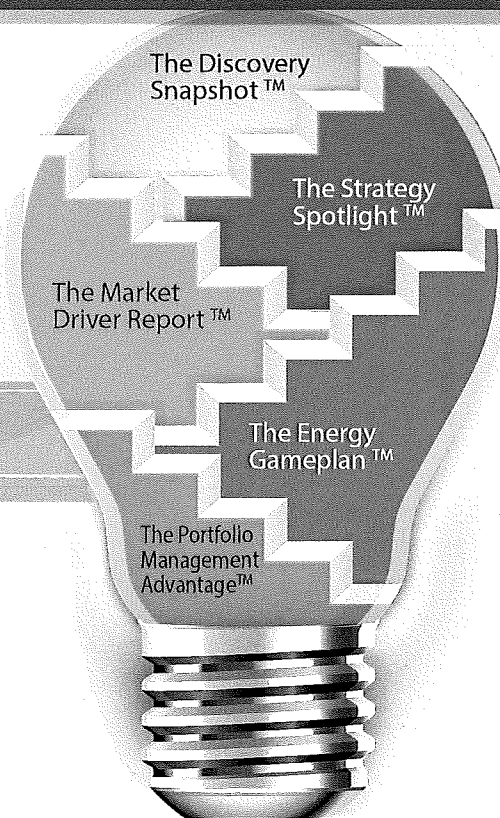 The Discovery
Snapshot ™
The Strategy
Spotlight ™
The Market
Driver Report ™
The Energy
Gameplan ™
The Portfolio
Management
Advantage™